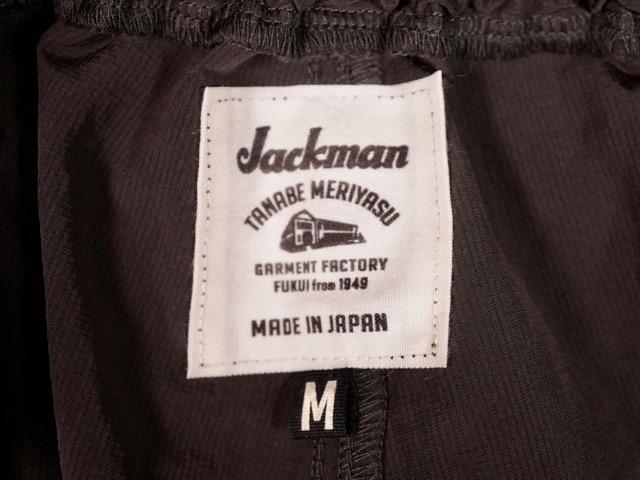 Jackman
TANABE MERIYASU
GARMENT FACTORY
FUKUI from 1949
MADE IN JAPAN
M